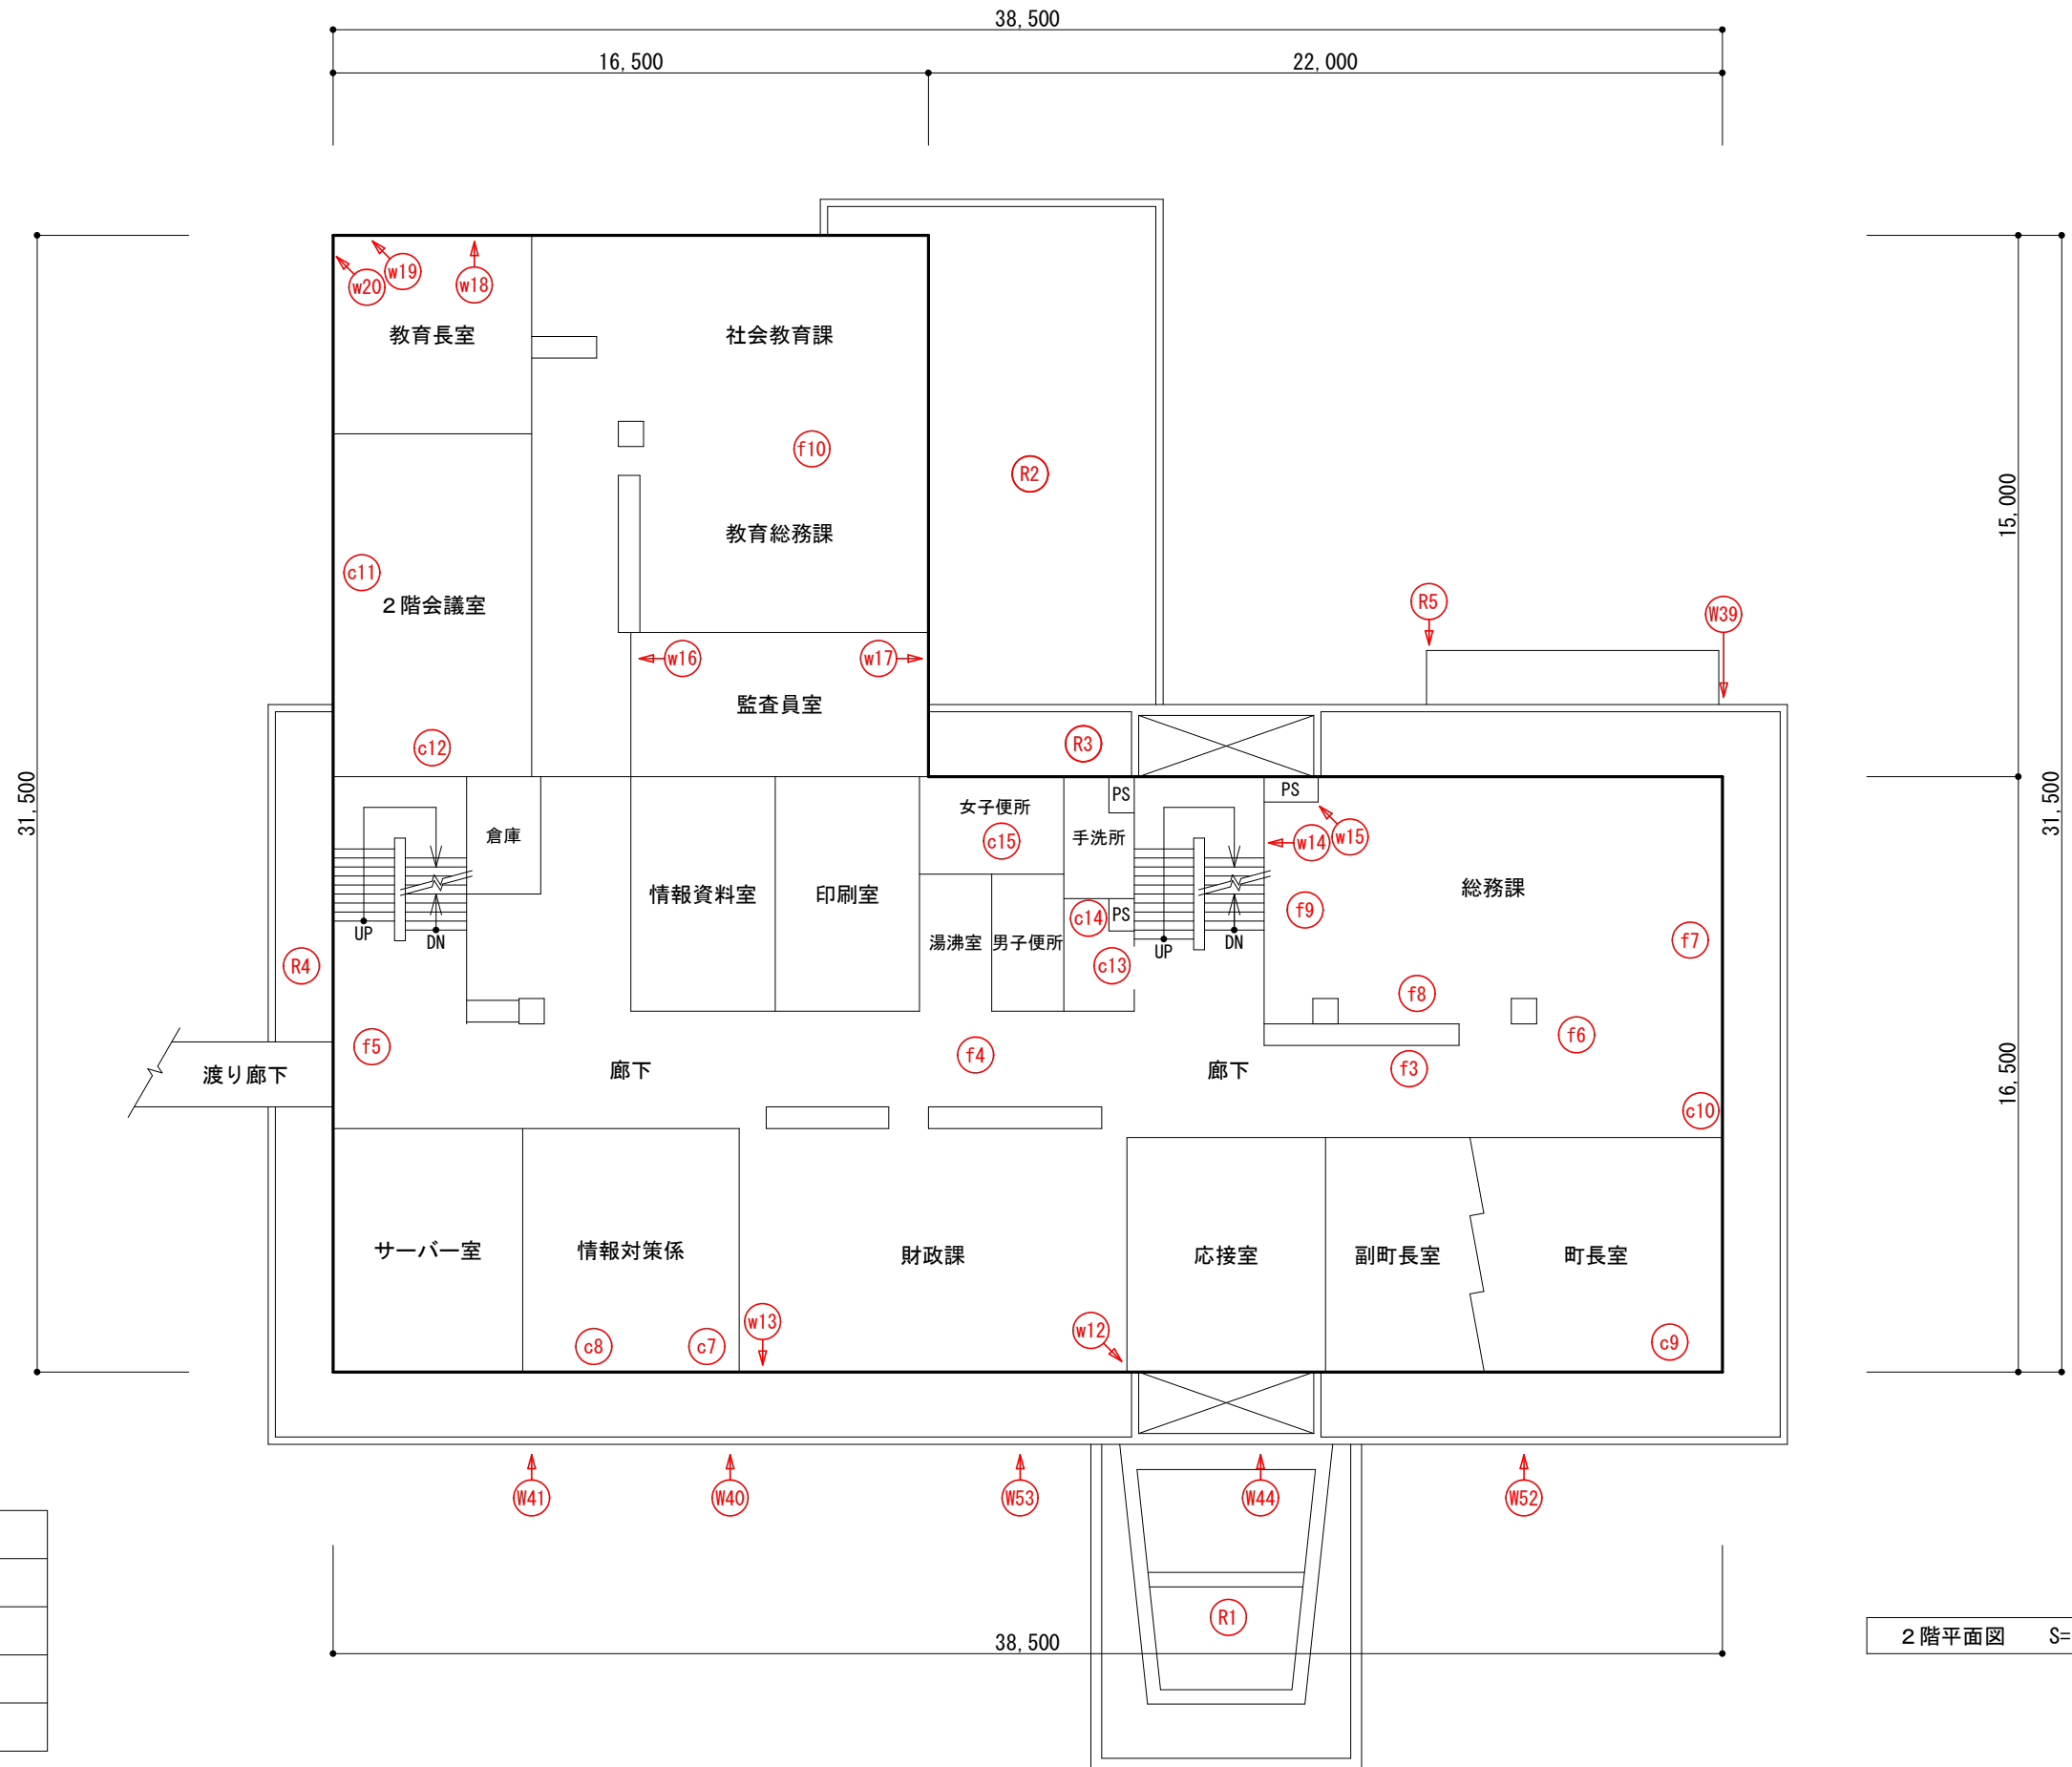 38,500
16,500
22,000
w19
w20
w18
教育長室
社会教育課
f10
R2
15,000
教育総務課
c11
2階会議室
R5
W39
w16
w17
監査員室
c12
R3
31,500
31,500
PS
PS
女子便所
倉庫
c15
手洗所
w14
w15
情報資料室
印刷室
総務課
f9
c14
PS
UP
DN
湯沸室
男子便所
UP
DN
f7
R4
c13
f8
f5
f4
f6
渡り廊下
廊下
廊下
f3
16,500
c10
サーバー室
情報対策係
財政課
応接室
副町長室
町長室
w13
w12
c8
c7
c9
W41
W40
W53
W44
W52
R1
38,500
2階平面図 S=